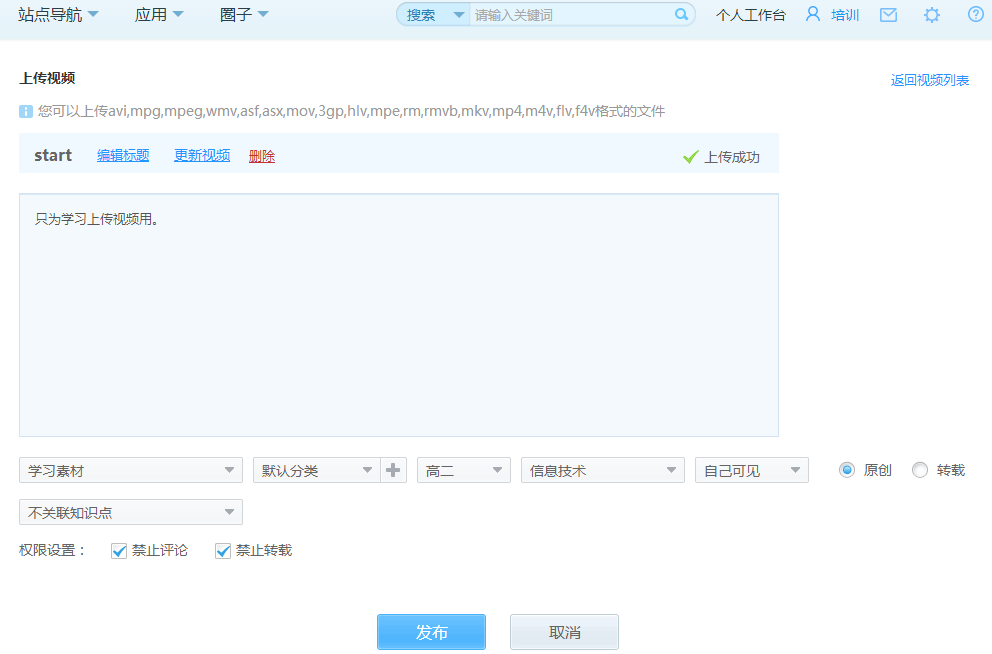 站点导航 应用 圈子 搜索 请输入关键词 个人工作台 培训
上传视频 返回视频列表
您可以上传avi,mpg,mpeg,wmv,asf,asx,mov,3gp,hlv,mpe,rm,rmvb,mkv,mp4,m4v,flv,f4v格式的文件
start 编辑标题 更新视频 删除 上传成功
只为学习上传视频用。
学习素材 默认分类 高二 信息技术 自己可见 原创 转载
不关联知识点
权限设置： 禁止评论 禁止转载
发布 取消